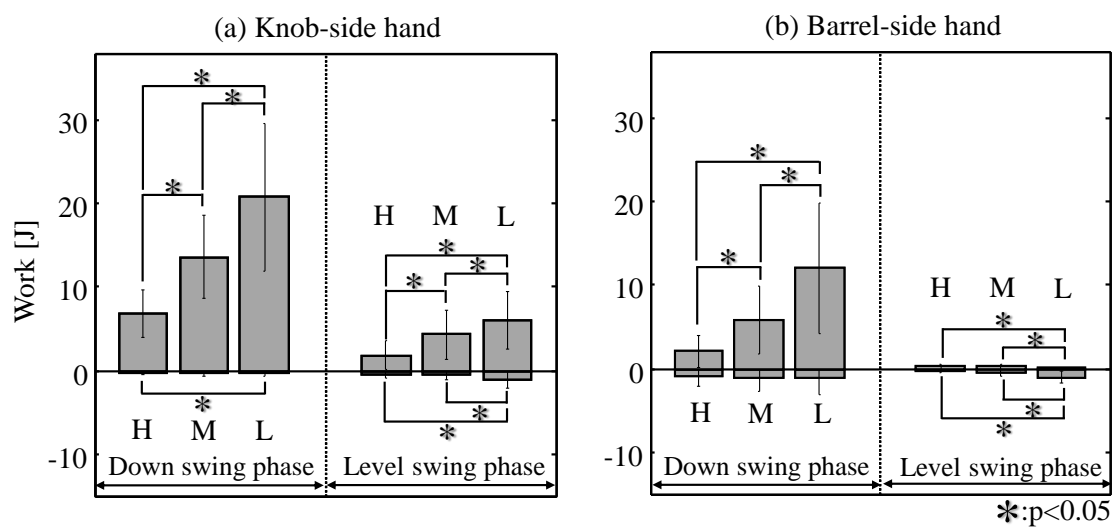 (a) Knob-side hand
(b) Barrel-side hand
Work [J]
30
20
10
0
-10
*
*
*
H M L
*
*
*
*
H M L
*
*
Down swing phase
Level swing phase
30
20
10
0
-10
*
*
*
H M L
*
*
H M L
*
*
Down swing phase
Level swing phase
*:p<0.05